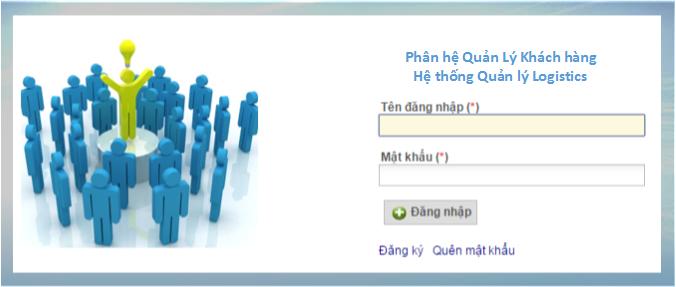 Phân hệ Quản Lý Khách hàng
Hệ thống Quản lý Logistics
Tên đăng nhập (*)
Mật khẩu (*)
Đăng nhập
Đăng ký Quên mật khẩu